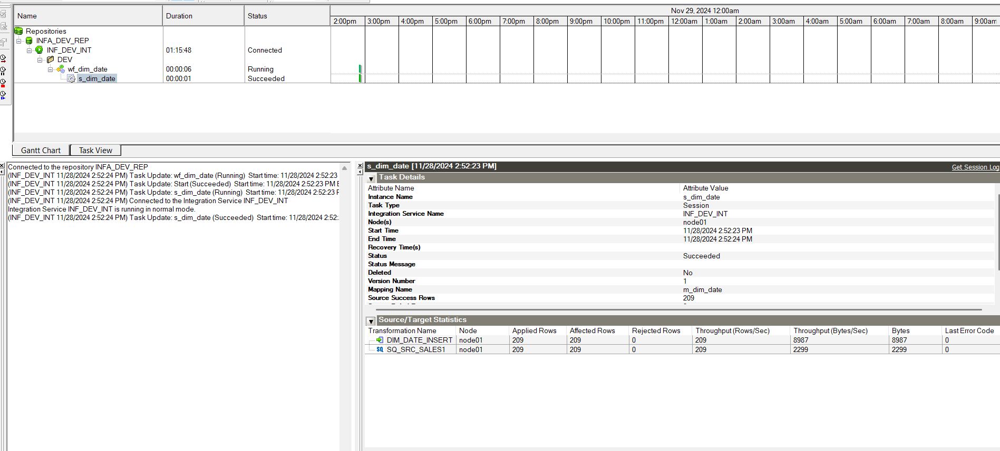 Nov 29, 2024 12:00am
Name Duration Status
2:00pm 3:00pm 4:00pm 5:00pm 6:00pm 7:00pm 8:00pm 9:00pm 10:00pm 11:00pm 12:00am 1:00am 2:00am 3:00am 4:00am 5:00am 6:00am 7:00am 8:00am 9:00am
Repositories
INFA_DEV_REP
INF_DEV_INT 01:15:48 Connected
DEV
wf_dim_date 00:00:06 Running
s_dim_date 00:00:01 Succeeded
Gantt Chart Task View
Connected to the repository INFA_DEV_REP
(INF_DEV_INT 11/28/2024 2:52:24 PM) Task Update: wf_dim_date (Running) Start time: 11/28/2024 2:52:23
(INF_DEV_INT 11/28/2024 2:52:24 PM) Task Update: Start (Succeeded) Start time: 11/28/2024 2:52:23 PM E
(INF_DEV_INT 11/28/2024 2:52:24 PM) Task Update: s_dim_date (Running) Start time: 11/28/2024 2:52:23 F
(INF_DEV_INT 11/28/2024 2:52:24 PM) Connected to the Integration Service INF_DEV_INT
Integration Service INF_DEV_INT is running in normal mode.
(INF_DEV_INT 11/28/2024 2:52:24 PM) Task Update: s_dim_date (Succeeded) Start time: 11/28/2024 2:52:
s_dim_date [11/28/2024 2:52:23 PM] Get Session Log
Task Details
Attribute Name Attribute Value
Instance Name s_dim_date
Task Type Session
Integration Service Name INF_DEV_INT
Node(s) node01
Start Time 11/28/2024 2:52:23 PM
End Time 11/28/2024 2:52:24 PM
Recovery Time(s)
Status Succeeded
Status Message
Deleted No
Version Number 1
Mapping Name m_dim_date
Source Success Rows 209
Source/Target Statistics
Transformation Name Node Applied Rows Affected Rows Rejected Rows Throughput (Rows/Sec) Throughput (Bytes/Sec) Bytes Last Error Code
DIM_DATE_INSERT node01 209 209 0 209 8987 8987 0
SQ SQ_SRC_SALES1 node01 209 209 0 209 2299 2299 0